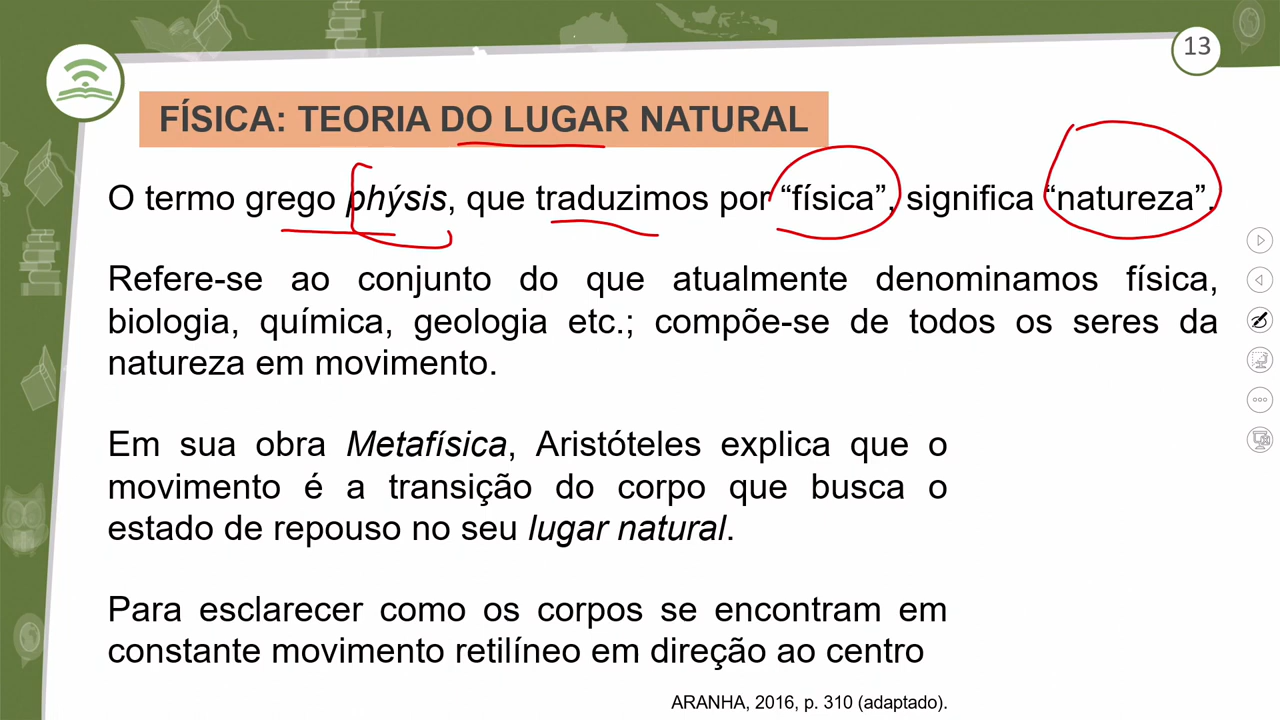 13
FÍSICA: TEORIA DO LUGAR NATURAL
O termo grego phýsis, que traduzimos por “física”, significa “natureza”.
Refere-se ao conjunto do que atualmente denominamos física,
biologia, química, geologia etc.; compõe-se de todos os seres da
natureza em movimento.
Em sua obra Metafísica, Aristóteles explica que o
movimento é a transição do corpo que busca o
estado de repouso no seu lugar natural.
Para esclarecer como os corpos se encontram em
constante movimento retilíneo em direção ao centro
ARANHA, 2016, p. 310 (adaptado).